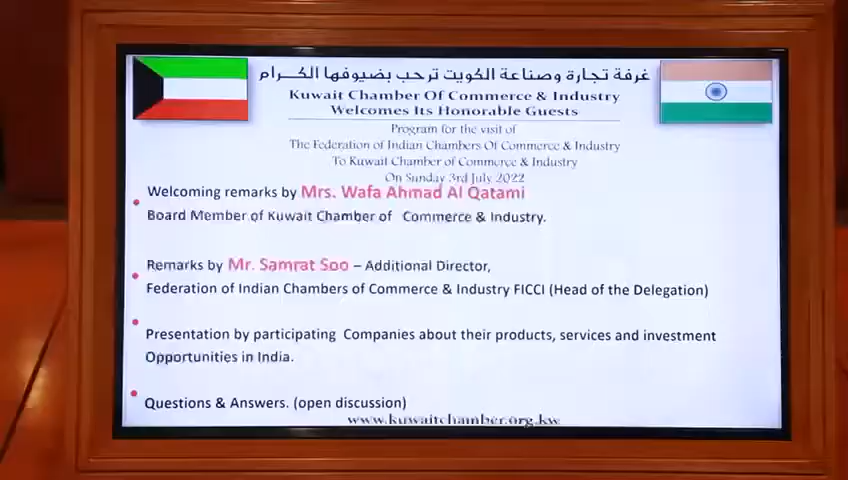 غرفة تجارة وصناعة الكويت ترحب بضيوفها الكـــرام
Kuwait Chamber Of Commerce & Industry
Welcomes Its Honorable Guests
Program for the visit of
The Federation of Indian Chambers Of Commerce & Industry
To Kuwait Chamber of Commerce & Industry
On Sunday 3rd July 2022
• Welcoming remarks by Mrs. Wafa Ahmad Al Qatami
Board Member of Kuwait Chamber of Commerce & Industry.
• Remarks by Mr. Samrat Soo – Additional Director,
Federation of Indian Chambers of Commerce & Industry FICCI (Head of the Delegation)
• Presentation by participating Companies about their products, services and investment
Opportunities in India.
• Questions & Answers. (open discussion)
www.kuwaitchamber.org.kw